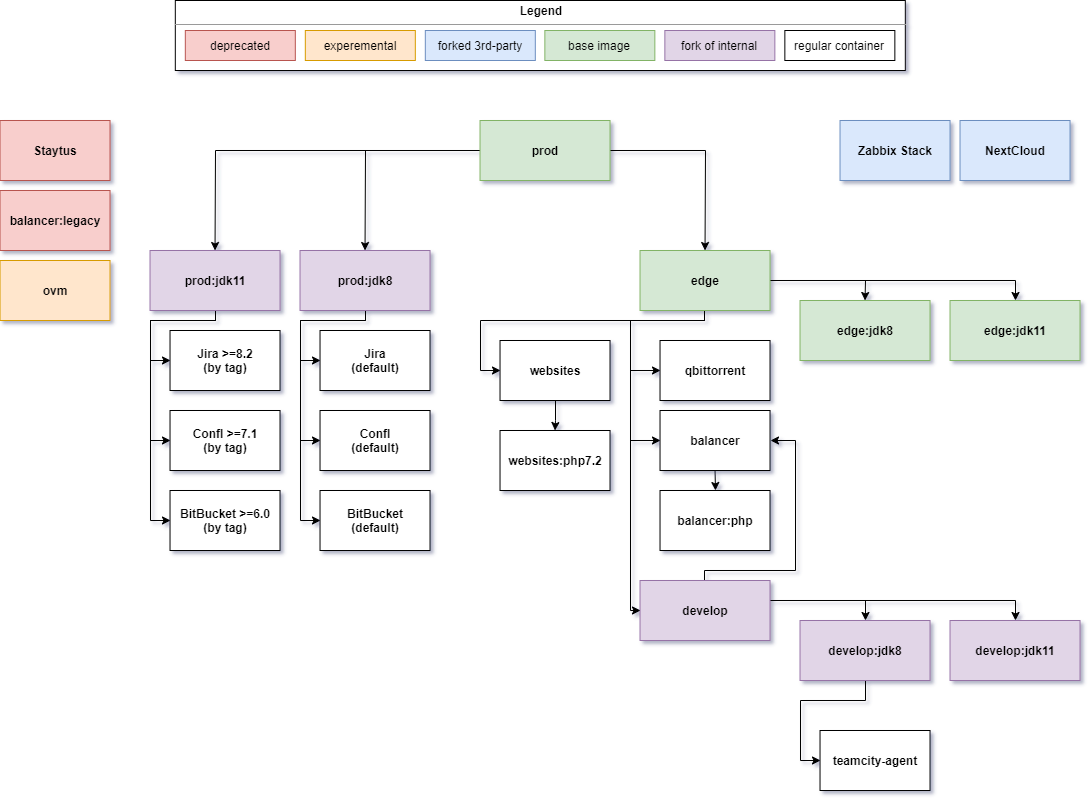 Legend
deprecated
experemental
forked 3rd-party
base image
fork of internal
regular container
Staytus
prod
Zabbix Stack
NextCloud
balancer:legacy
ovm
prod:jdk11
prod:jdk8
edge
edge:jdk8
edge:jdk11
Jira >=8.2
(by tag)
Jira
(default)
websites
qbittorrent
Confl >=7.1
(by tag)
Confl
(default)
websites:php7.2
balancer
BitBucket >=6.0
(by tag)
BitBucket
(default)
balancer:php
develop
develop:jdk8
develop:jdk11
teamcity-agent